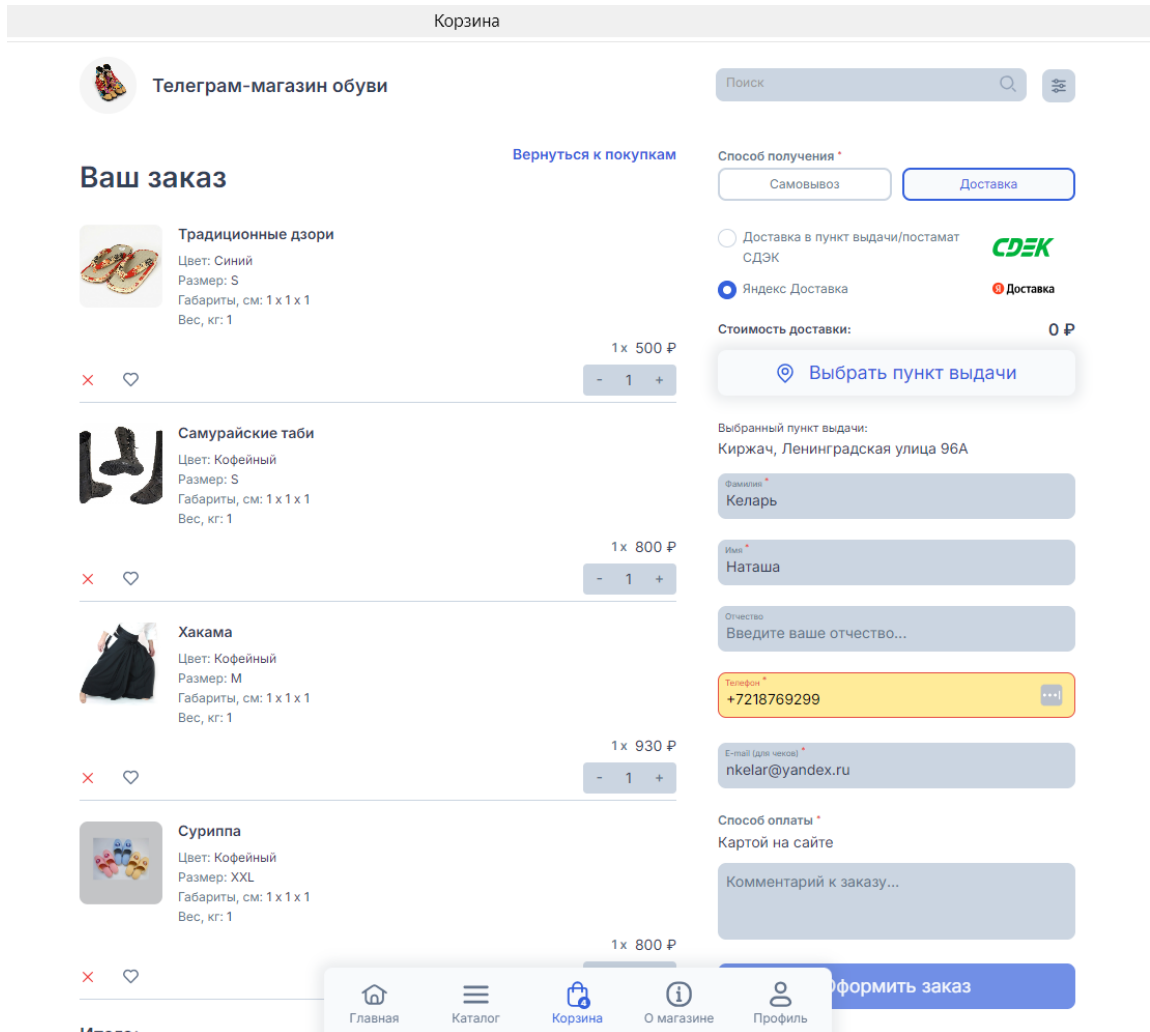 Корзина
Телеграм-магазин обуви
Поиск
Ваш заказ
Вернуться к покупкам
Традиционные дзори
Цвет: Синий
Размер: S
Габариты, см: 1 x 1 x 1
Вес, кг: 1
1 x 500 ₽
- 1 +
Самурайские таби
Цвет: Кофейный
Размер: S
Габариты, см: 1 x 1 x 1
Вес, кг: 1
1 x 800 ₽
- 1 +
Хакама
Цвет: Кофейный
Размер: M
Габариты, см: 1 x 1 x 1
Вес, кг: 1
1 x 930 ₽
- 1 +
Суриппа
Цвет: Кофейный
Размер: XXL
Габариты, см: 1 x 1 x 1
Вес, кг: 1
1 x 800 ₽
Способ получения *
Самовывоз
Доставка
Доставка в пункт выдачи/постамат
СДЭК
CDEK
Яндекс Доставка
Я Доставка
Стоимость доставки: 0 ₽
Выбрать пункт выдачи
Выбранный пункт выдачи:
Киржач, Ленинградская улица 96А
Фамилия *
Келарь
Имя *
Наташа
Отчество
Введите ваше отчество...
Телефон *
+7218769299
E-mail (для чеков) *
nkelar@yandex.ru
Способ оплаты *
Картой на сайте
Комментарий к заказу...
Оформить заказ
Главная
Каталог
4
Корзина
О магазине
Профиль
Итого: